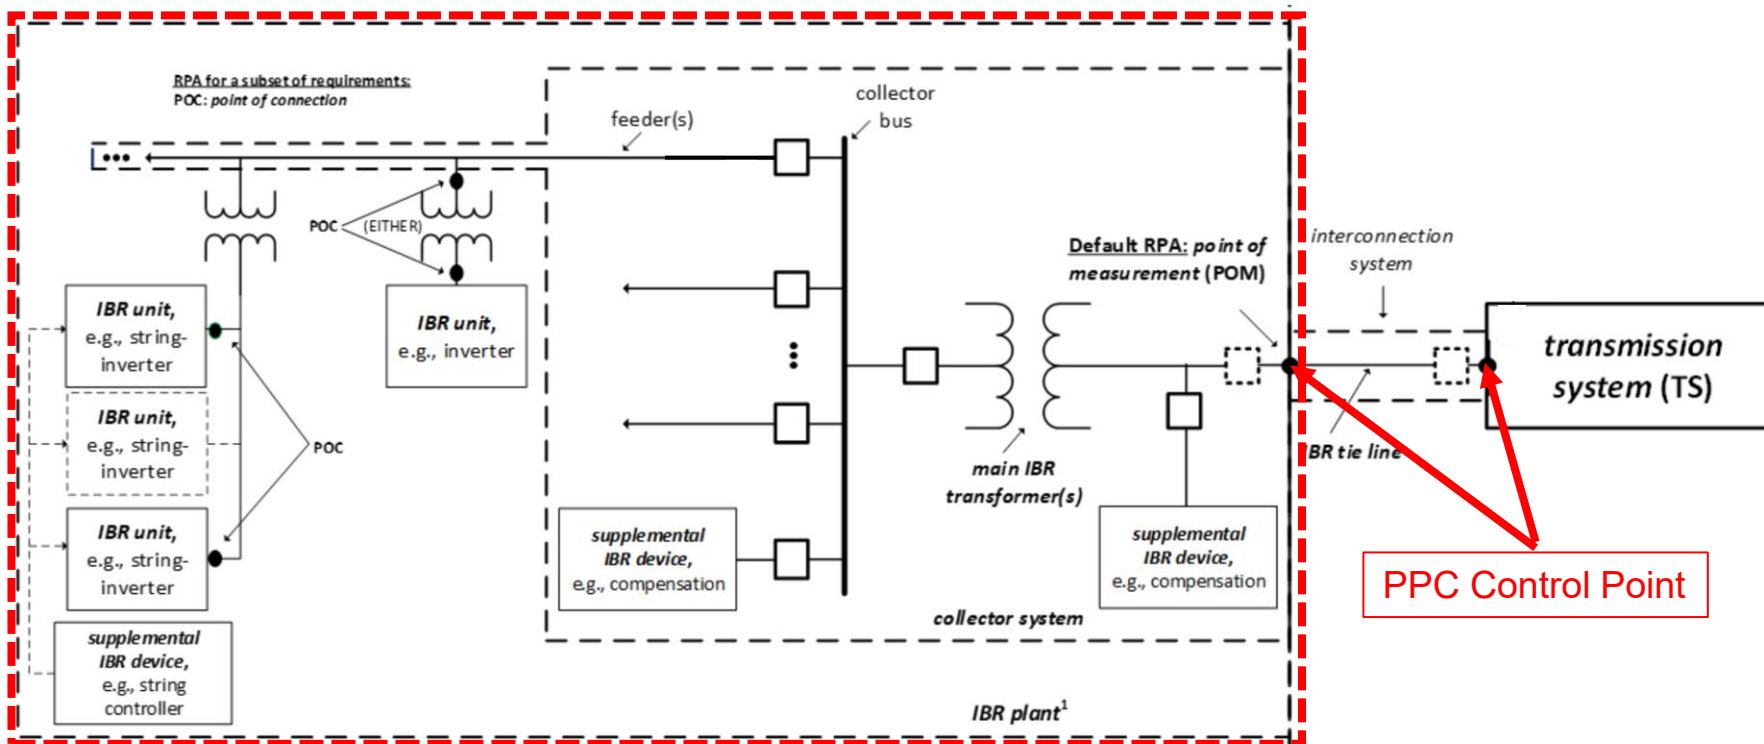 RPA for a subset of requirements:
POC: point of connection
feeder(s)
collector
bus
POC
(EITHER)
Default RPA: point of
measurement (POM)
interconnection
system
IBR unit,
e.g., string-
inverter
IBR unit,
e.g., inverter
IBR unit,
e.g., string-
inverter
POC
IBR unit,
e.g., string-
inverter
supplemental
IBR device,
e.g., string
controller
supplemental
IBR device,
e.g., compensation
main IBR
transformer(s)
supplemental
IBR device,
e.g., compensation
collector system
IBR plant¹
IBR tie line
transmission
system (TS)
PPC Control Point